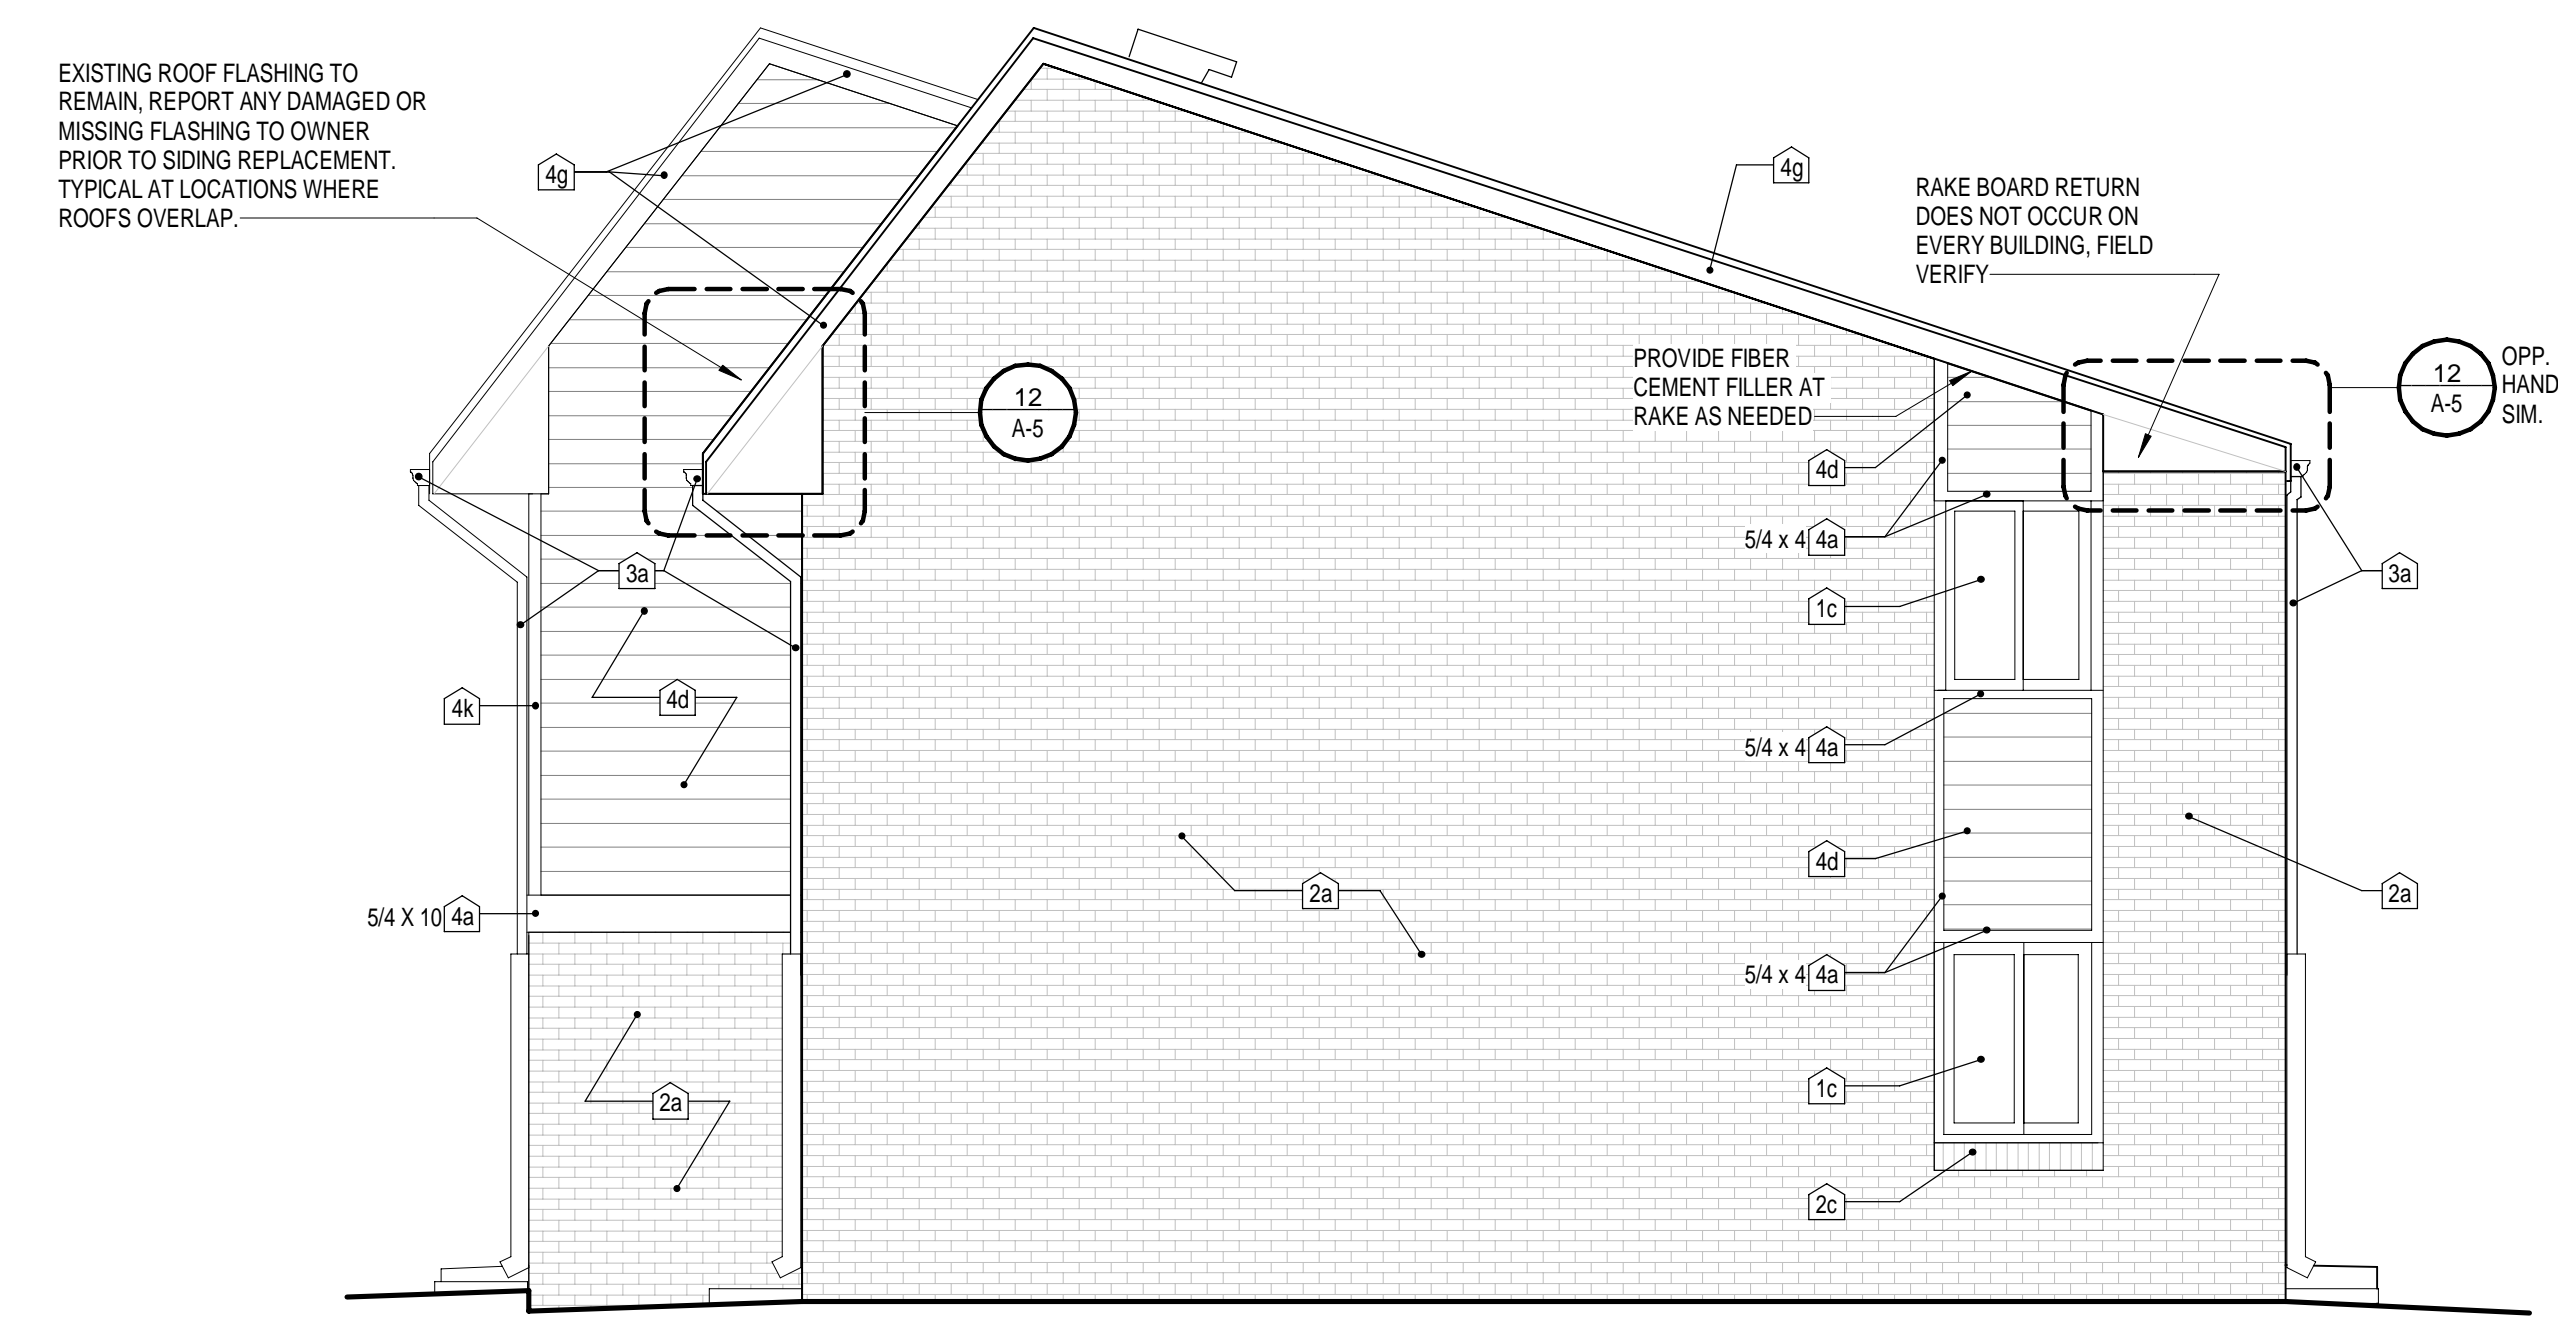 EXISTING ROOF FLASHING TO
REMAIN, REPORT ANY DAMAGED OR
MISSING FLASHING TO OWNER
PRIOR TO SIDING REPLACEMENT.
TYPICAL AT LOCATIONS WHERE
ROOFS OVERLAP.
4g
4g
RAKE BOARD RETURN
DOES NOT OCCUR ON
EVERY BUILDING, FIELD
VERIFY
PROVIDE FIBER
CEMENT FILLER AT
RAKE AS NEEDED
12
A-5
12
A-5
OPP.
HAND
SIM.
4d
5/4 x 4 4a
3a
3a
1c
4d
4k
5/4 x 4 4a
4d
2a
2a
5/4 X 10 4a
5/4 x 4 4a
1c
2a
2c